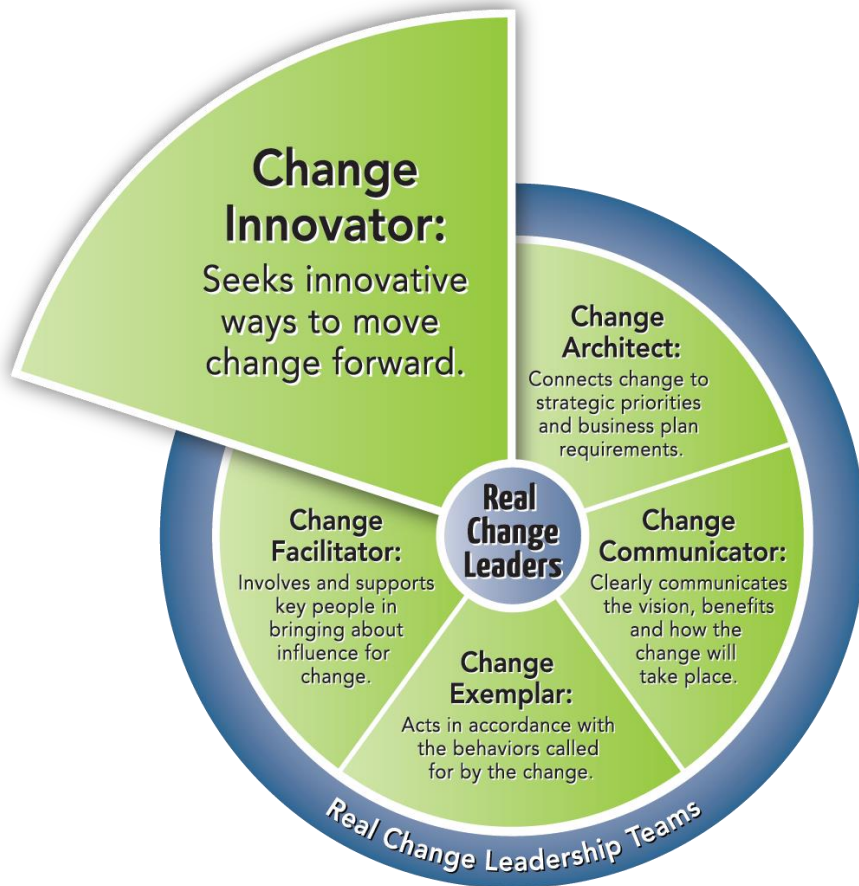 Change
Innovator:
Seeks innovative
ways to move
change forward.
Change
Architect:
Connects change to
strategic priorities
and business plan
requirements.
Change
Communicator:
Clearly communicates
the vision, benefits
and how the
change will
take place.
Change
Exemplar:
Acts in accordance with
the behaviors called
for by the change.
Change
Facilitator:
Involves and supports
key people in
bringing about
influence for
change.
Real
Change
Leaders
Real Change Leadership Teams